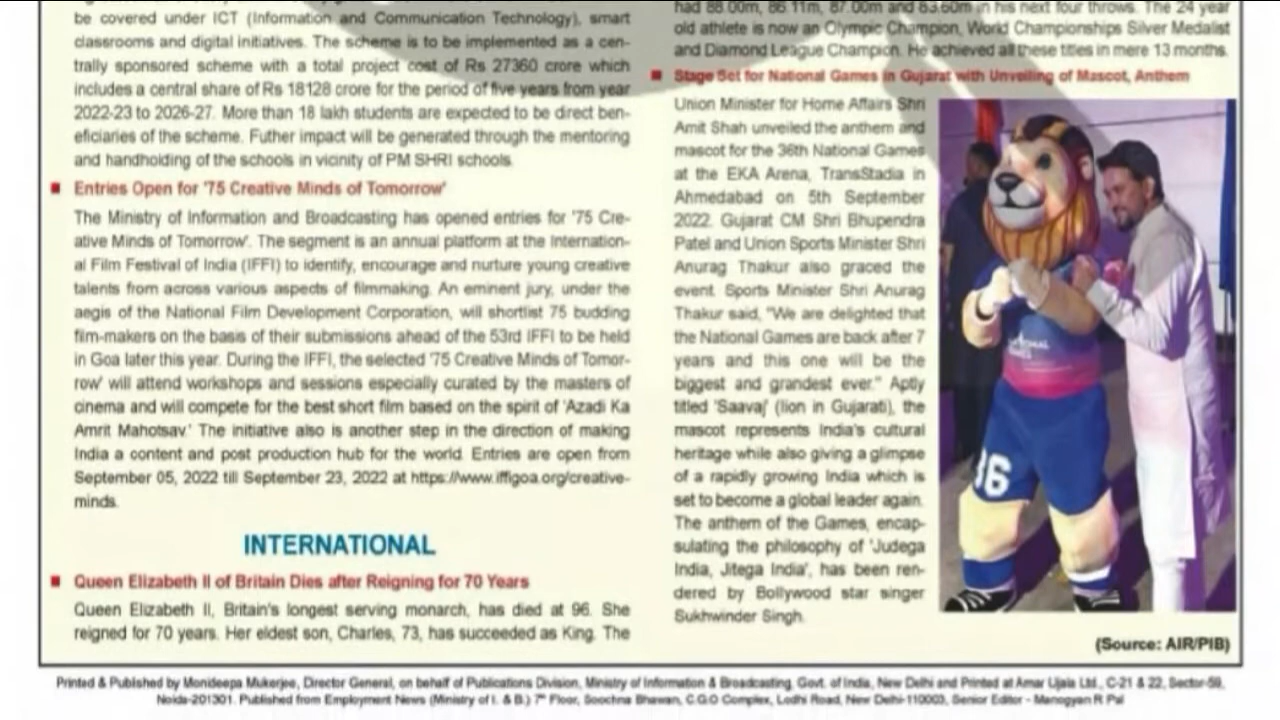 be covered under ICT (Information and Communication Technology), smart
classrooms and digital initiatives. The scheme is to be implemented as a cen-
trally sponsored scheme with a total project cost of Rs 27360 crore which
includes a central share of Rs 18128 crore for the period of five years from year
2022-23 to 2026-27. More than 18 lakh students are expected to be direct ben-
eficiaries of the scheme. Futher impact will be generated through the mentoring
and handholding of the schools in vicinity of PM SHRI schools.
■ Entries Open for '75 Creative Minds of Tomorrow'
The Ministry of Information and Broadcasting has opened entries for '75 Cre-
ative Minds of Tomorrow'. The segment is an annual platform at the Internation-
al Film Festival of India (IFFI) to identify, encourage and nurture young creative
talents from across various aspects of filmmaking. An eminent jury, under the
aegis of the National Film Development Corporation, will shortlist 75 budding
film-makers on the basis of their submissions ahead of the 53rd IFFI to be held
in Goa later this year. During the IFFI, the selected '75 Creative Minds of Tomor-
row' will attend workshops and sessions especially curated by the masters of
cinema and will compete for the best short film based on the spirit of 'Azadi Ka
Amrit Mahotsav.' The initiative also is another step in the direction of making
India a content and post production hub for the world. Entries are open from
September 05, 2022 till September 23, 2022 at https://www.iffigoa.org/creative-
minds.
INTERNATIONAL
■ Queen Elizabeth II of Britain Dies after Reigning for 70 Years
Queen Elizabeth II, Britain's longest serving monarch, has died at 96. She
reigned for 70 years. Her eldest son, Charles, 73, has succeeded as King. The
had 88.00m, 86.11m, 87.00m and 83.60m in his next four throws. The 24 year
old athlete is now an Olympic Champion, World Championships Silver Medalist
and Diamond League Champion. He achieved all these titles in mere 13 months.
■ Stage Set for National Games in Gujarat with Unveiling of Mascot, Anthem
Union Minister for Home Affairs Shri
Amit Shah unveiled the anthem and
mascot for the 36th National Games
at the EKA Arena, TransStadia in
Ahmedabad on 5th September
2022. Gujarat CM Shri Bhupendra
Patel and Union Sports Minister Shri
Anurag Thakur also graced the
event. Sports Minister Shri Anurag
Thakur said, "We are delighted that
the National Games are back after 7
years and this one will be the
biggest and grandest ever." Aptly
titled 'Saavaj' (lion in Gujarati), the
mascot represents India's cultural
heritage while also giving a glimpse
of a rapidly growing India which is
set to become a global leader again.
The anthem of the Games, encap-
sulating the philosophy of 'Judega
India, Jitega India', has been ren-
dered by Bollywood star singer
Sukhwinder Singh.
36
(Source: AIR/PIB)
Printed & Published by Monideepa Mukerjee, Director General, on behalf of Publications Division, Ministry of Information & Broadcasting, Govt. of India, New Delhi and Printed at Amar Ujala Ltd., C-21 & 22, Sector-59,
Noida-201301. Published from Employment News (Ministry of I. & B.) 7th Floor, Soochna Bhawan, C.G.O Complex, Lodhi Road, New Delhi-110003, Senior Editor - Manogyan R Pal